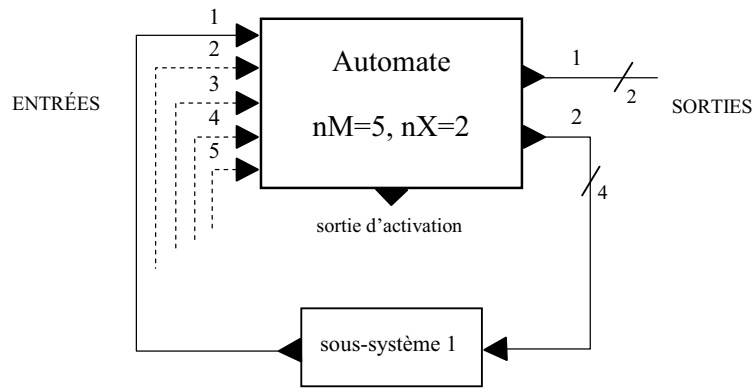 1
2
3
4
5
ENTRÉES
Automate
nM=5, nX=2
1
2
2
4
SORTIES
sortie d’activation
sous-système 1